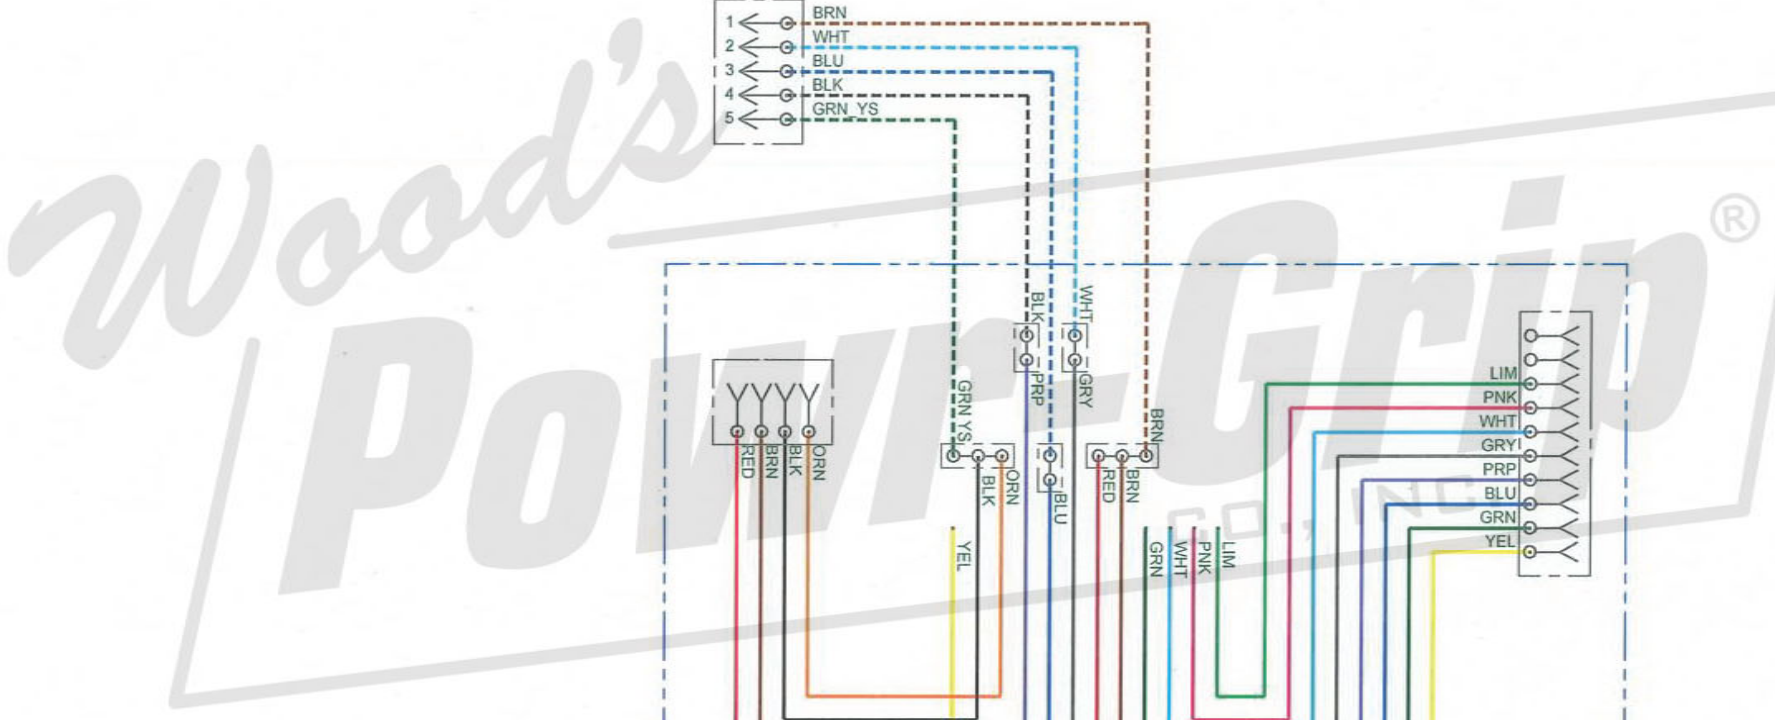 1 BRN
2 WHT
3 BLU
4 BLK
5 GRN_YS
Wood's
Powr-Grip®
CO., INC.
BLK
WHT
PRP
GRY
GRN YS
BRN
RED
BRN
BLK
ORN
BLK
ORN
BLU
RED
BRN
YEL
GRN
WHT
PNK
LIM
LIM
PNK
WHT
GRY
PRP
BLU
GRN
YEL